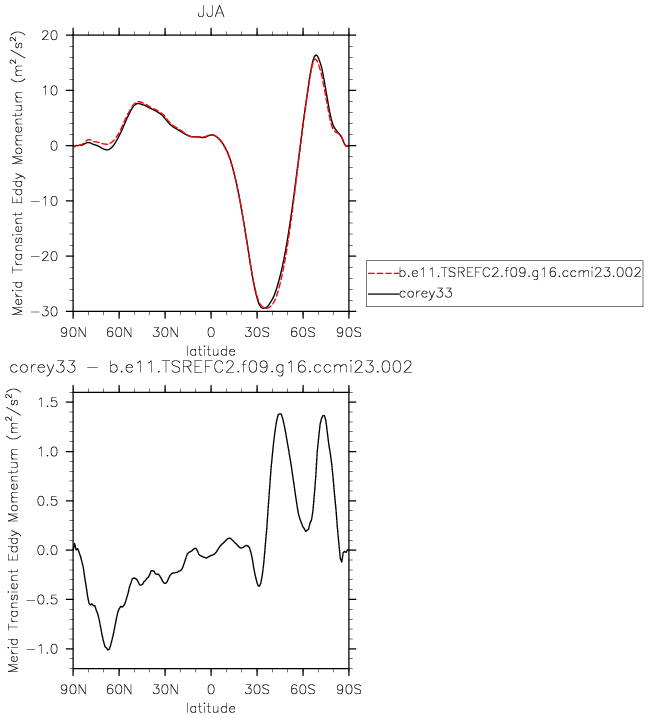 JJA
Merid Transient Eddy Momentum (m²/s²)
20
10
0
−10
−20
−30
90N 60N 30N 0 30S 60S 90S
latitude
b.e11.TSREFC2.f09.g16.ccmi23.002
corey33
corey33 − b.e11.TSREFC2.f09.g16.ccmi23.002
Merid Transient Eddy Momentum (m²/s²)
1.5
1.0
0.5
0.0
−0.5
−1.0
90N 60N 30N 0 30S 60S 90S
latitude